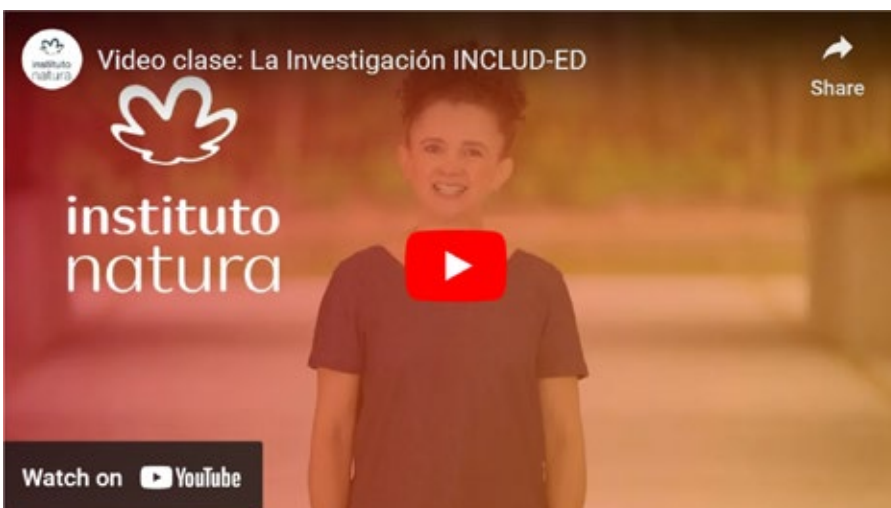 instituto natura
Video clase: La Investigación INCLUD-ED
Share
instituto
natura
Watch on YouTube